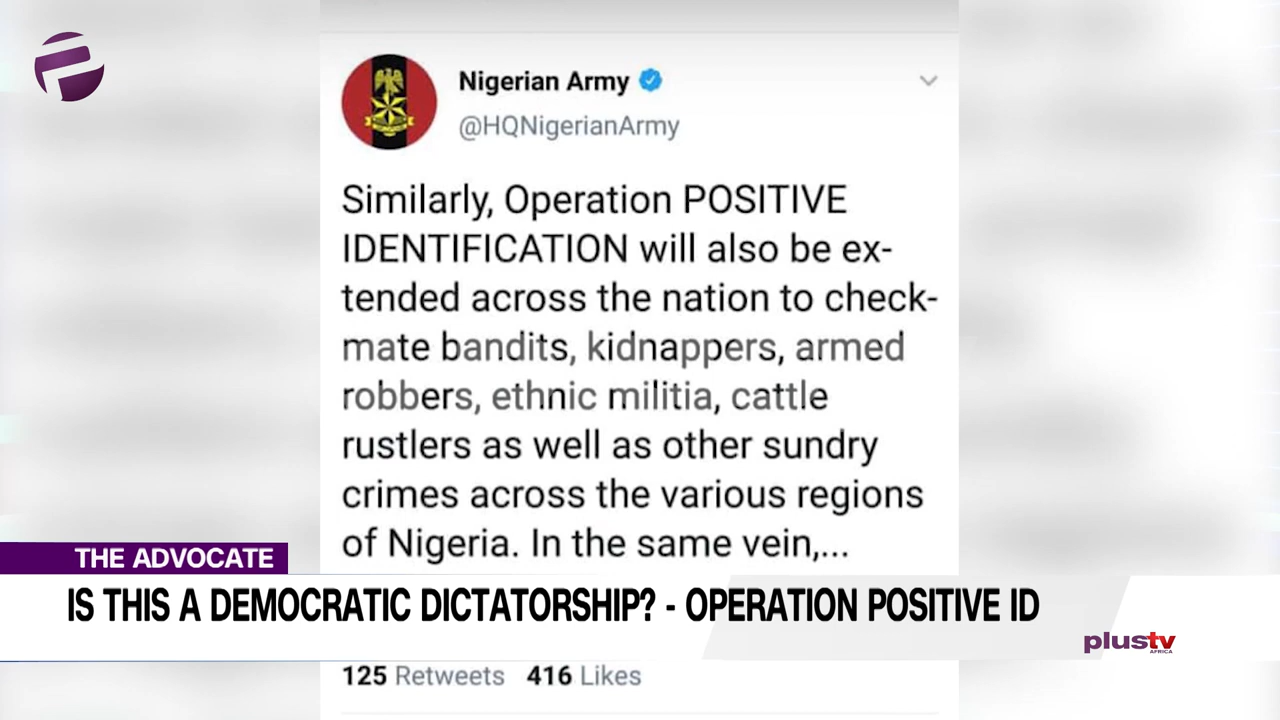 Nigerian Army
@HQNigerianArmy
Similarly, Operation POSITIVE
IDENTIFICATION will also be ex-
tended across the nation to check-
mate bandits, kidnappers, armed
robbers, ethnic militia, cattle
rustlers as well as other sundry
crimes across the various regions
of Nigeria. In the same vein,...
THE ADVOCATE
IS THIS A DEMOCRATIC DICTATORSHIP? - OPERATION POSITIVE ID
plustv
AFRICA
125 Retweets 416 Likes